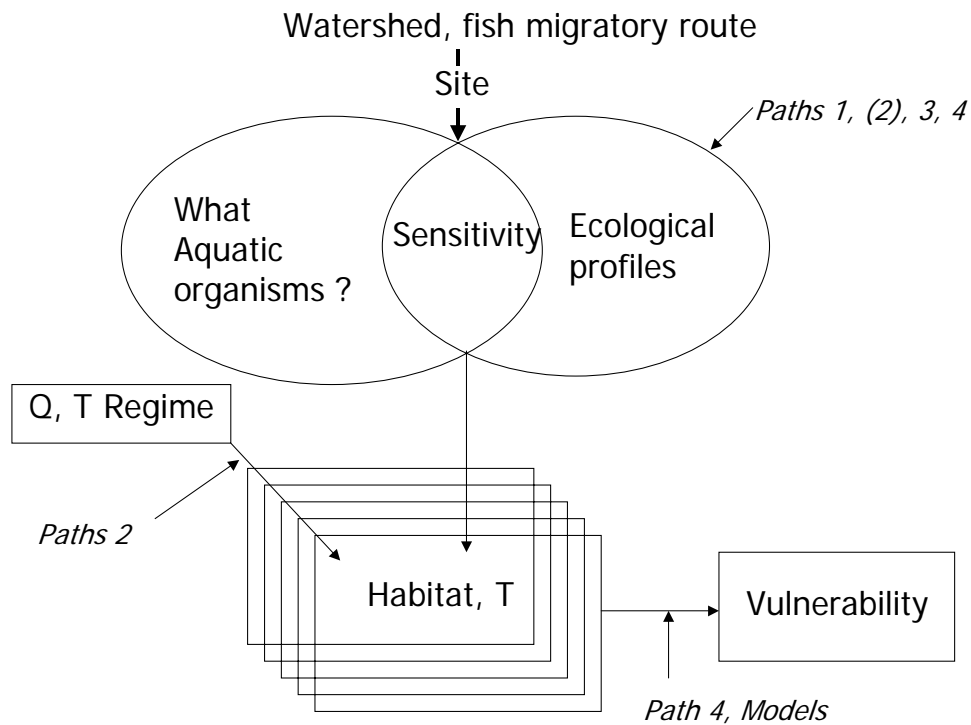 Watershed, fish migratory route
Site
Paths 1, (2), 3, 4
What
Aquatic
organisms ?
Sensitivity
Ecological
profiles
Q, T Regime
Paths 2
Habitat, T
Vulnerability
Path 4, Models